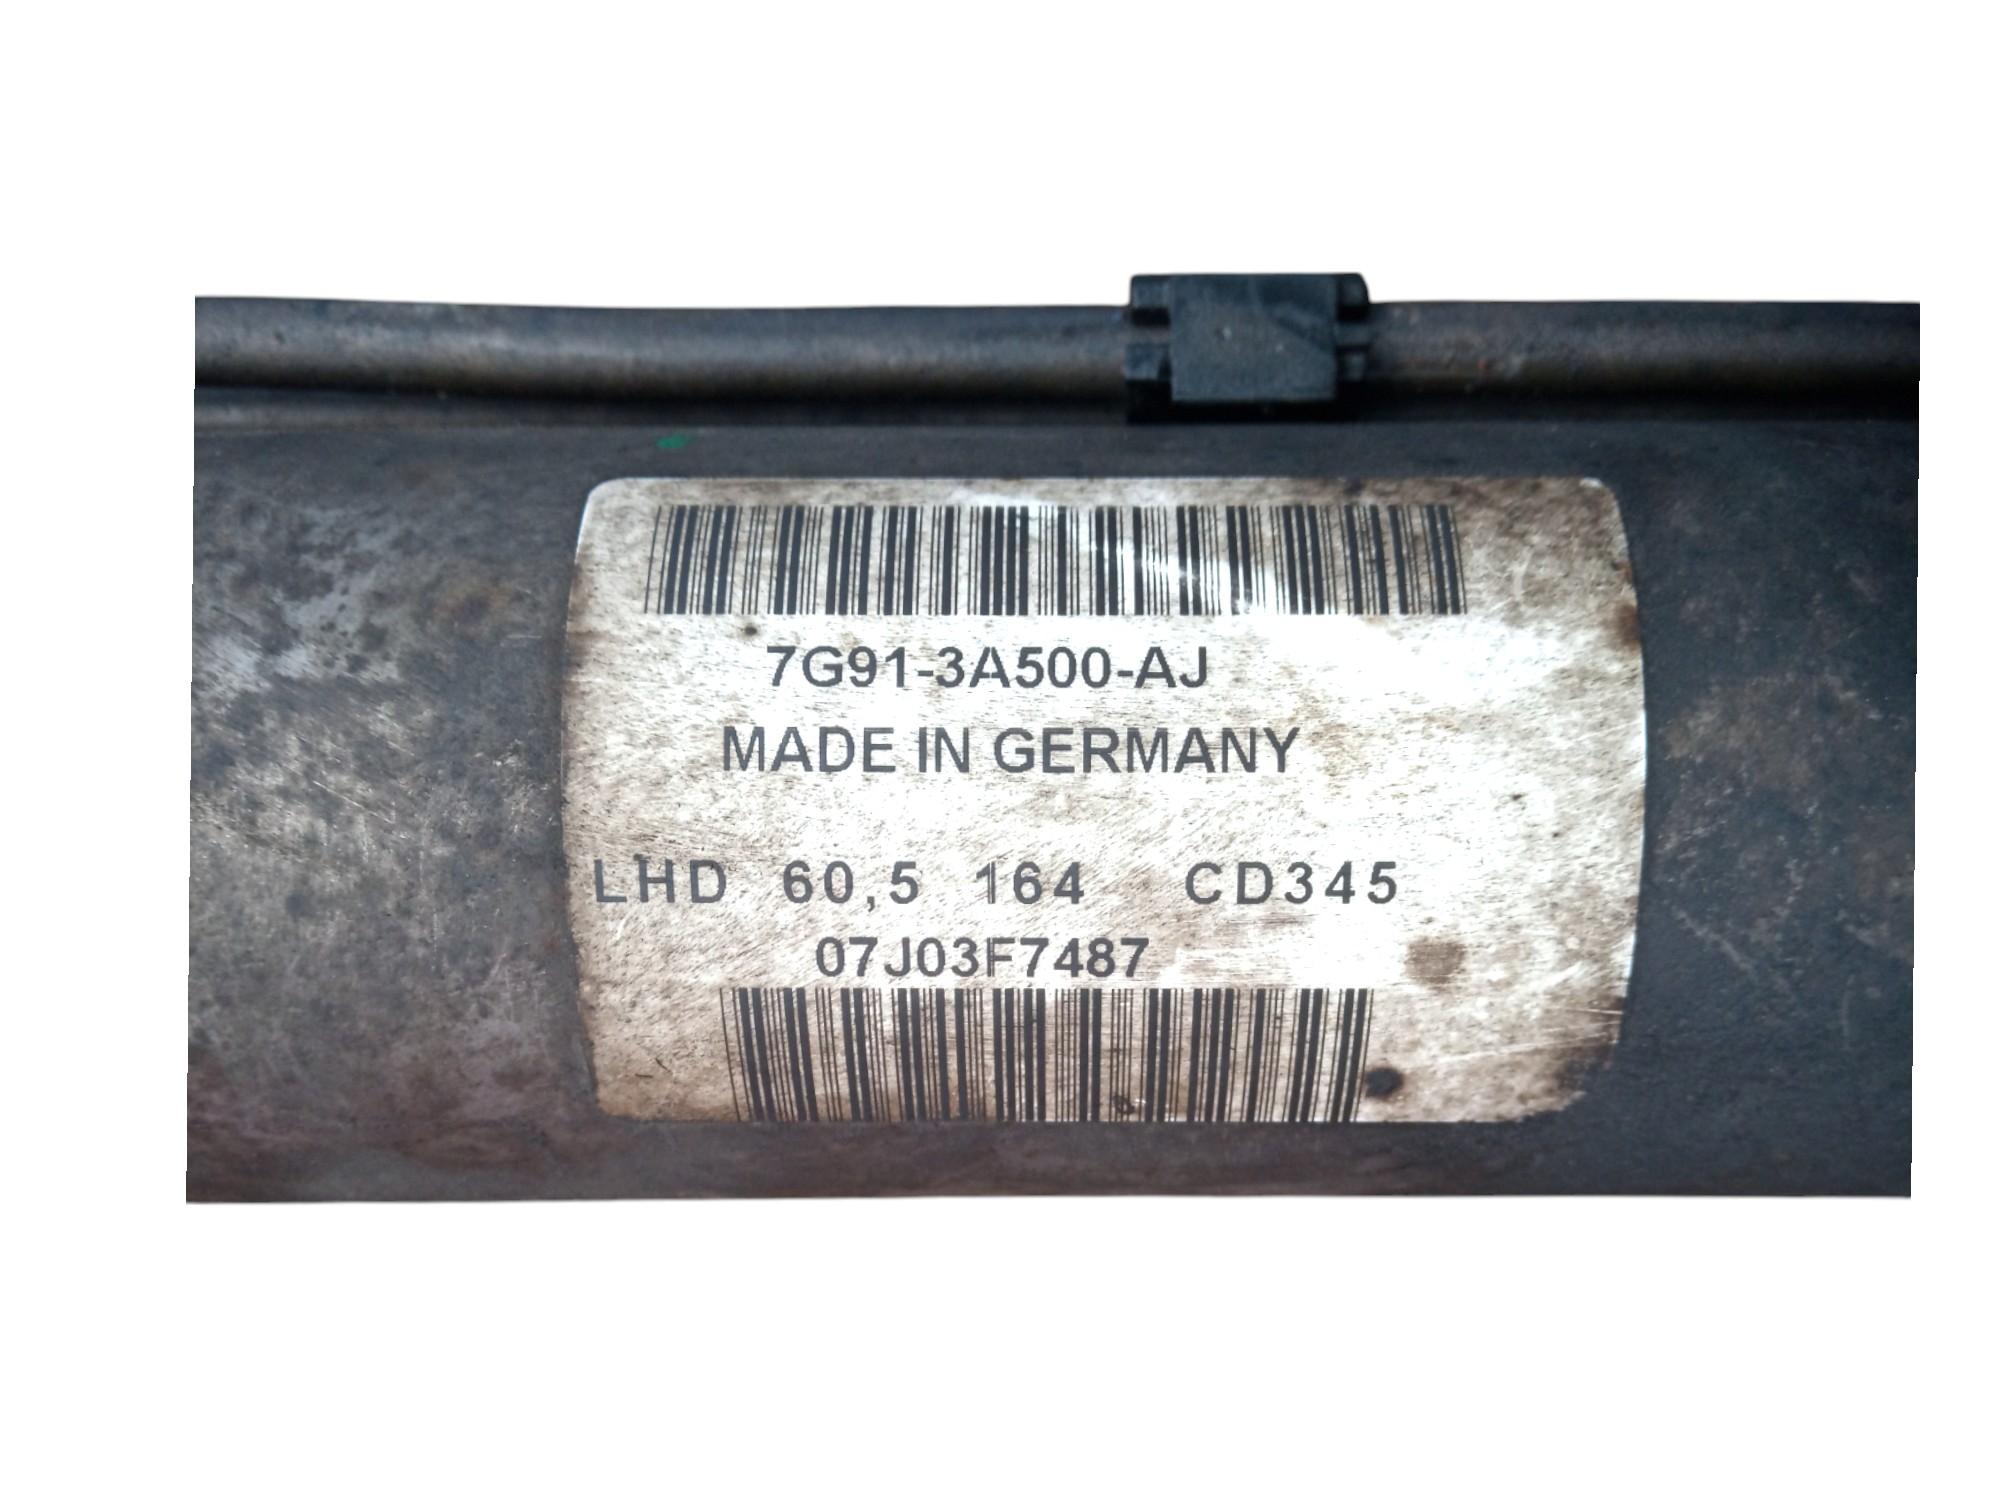 7G91-3A500-AJ
MADE IN GERMANY
LHD 60,5 164 CD345
07J03F7487